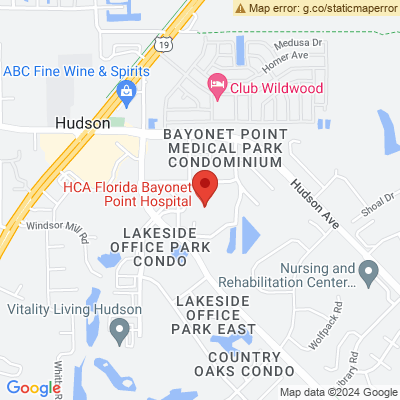 Map error: g.co/staticmaperror
Medusa Dr
Homer Ave
19
ABC Fine Wine & Spirits
Club Wildwood
Hudson
BAYONET POINT
MEDICAL PARK
CONDOMINIUM
HCA Florida Bayonet
Point Hospital
Hudson Ave
Shoal Dr
Windsor Mill Rd
LAKESIDE
OFFICE PARK
CONDO
Nursing and
Rehabilitation Center...
Vitality Living Hudson
LAKESIDE
OFFICE
PARK EAST
Wolfpack Rd
COUNTRY
OAKS CONDO
Library Rd
Google
Map data ©2024 Google